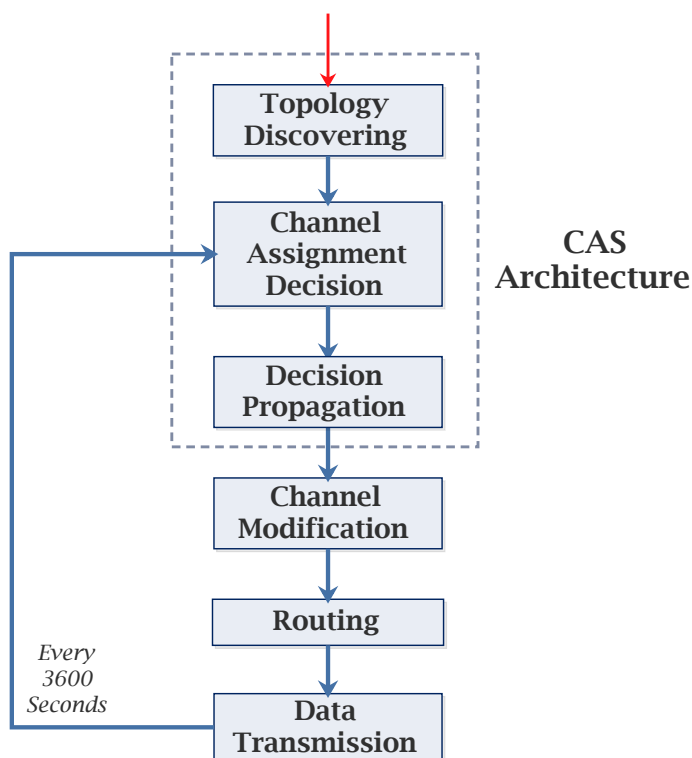 Topology
Discovering
Channel
Assignment
Decision
CAS
Architecture
Decision
Propagation
Channel
Modification
Routing
Every
3600
Seconds
Data
Transmission